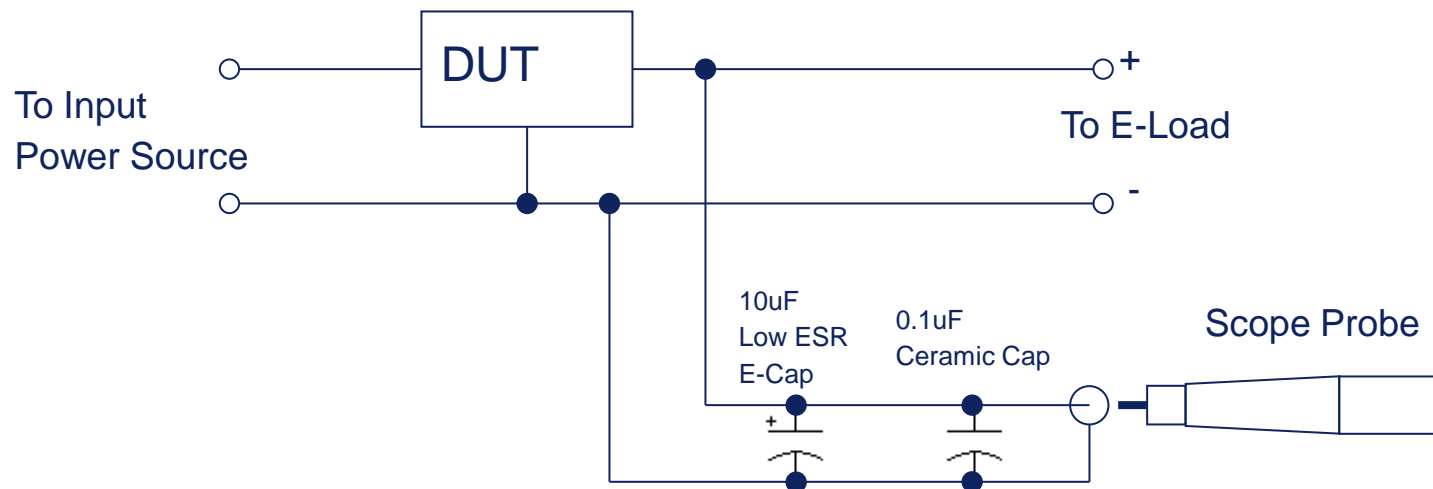 DUT
+
To Input
Power Source
To E-Load
-
10uF
Low ESR
E-Cap
0.1uF
Ceramic Cap
Scope Probe
+